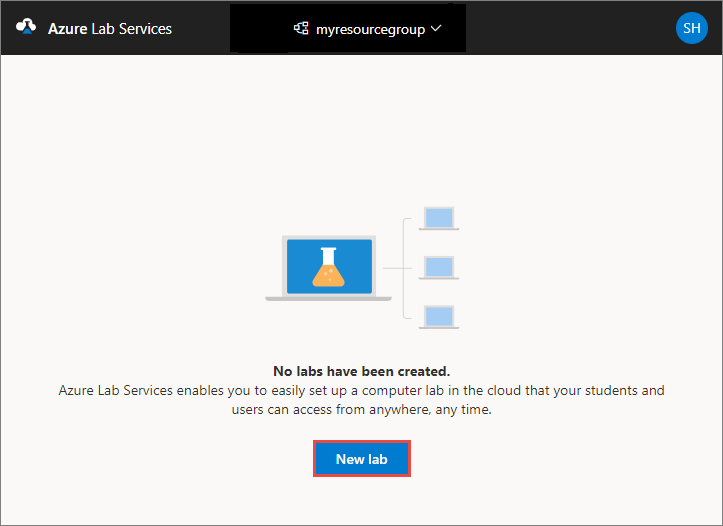 Azure Lab Services
myresourcegroup
SH
No labs have been created.
Azure Lab Services enables you to easily set up a computer lab in the cloud that your students and
users can access from anywhere, any time.
New lab